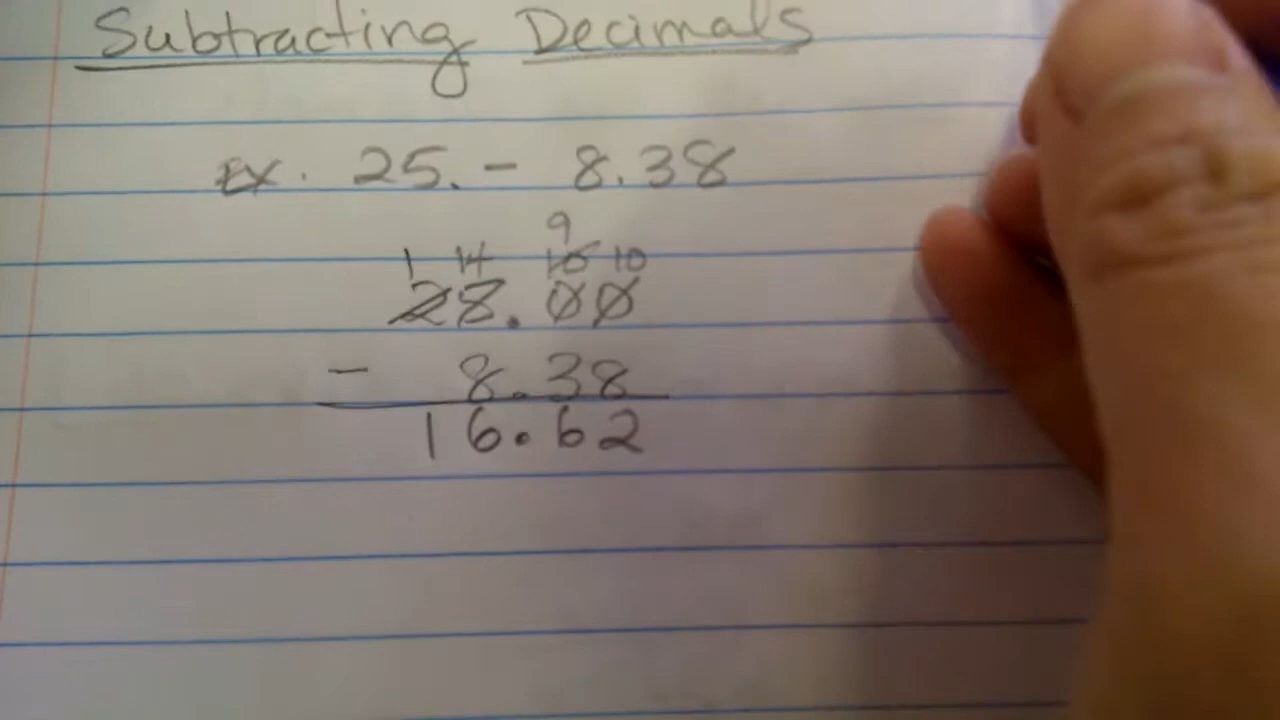 Subtracting Decimals
Ex. 25. - 8.38
9
1 14 10 10
25.00
- 8.38
16.62